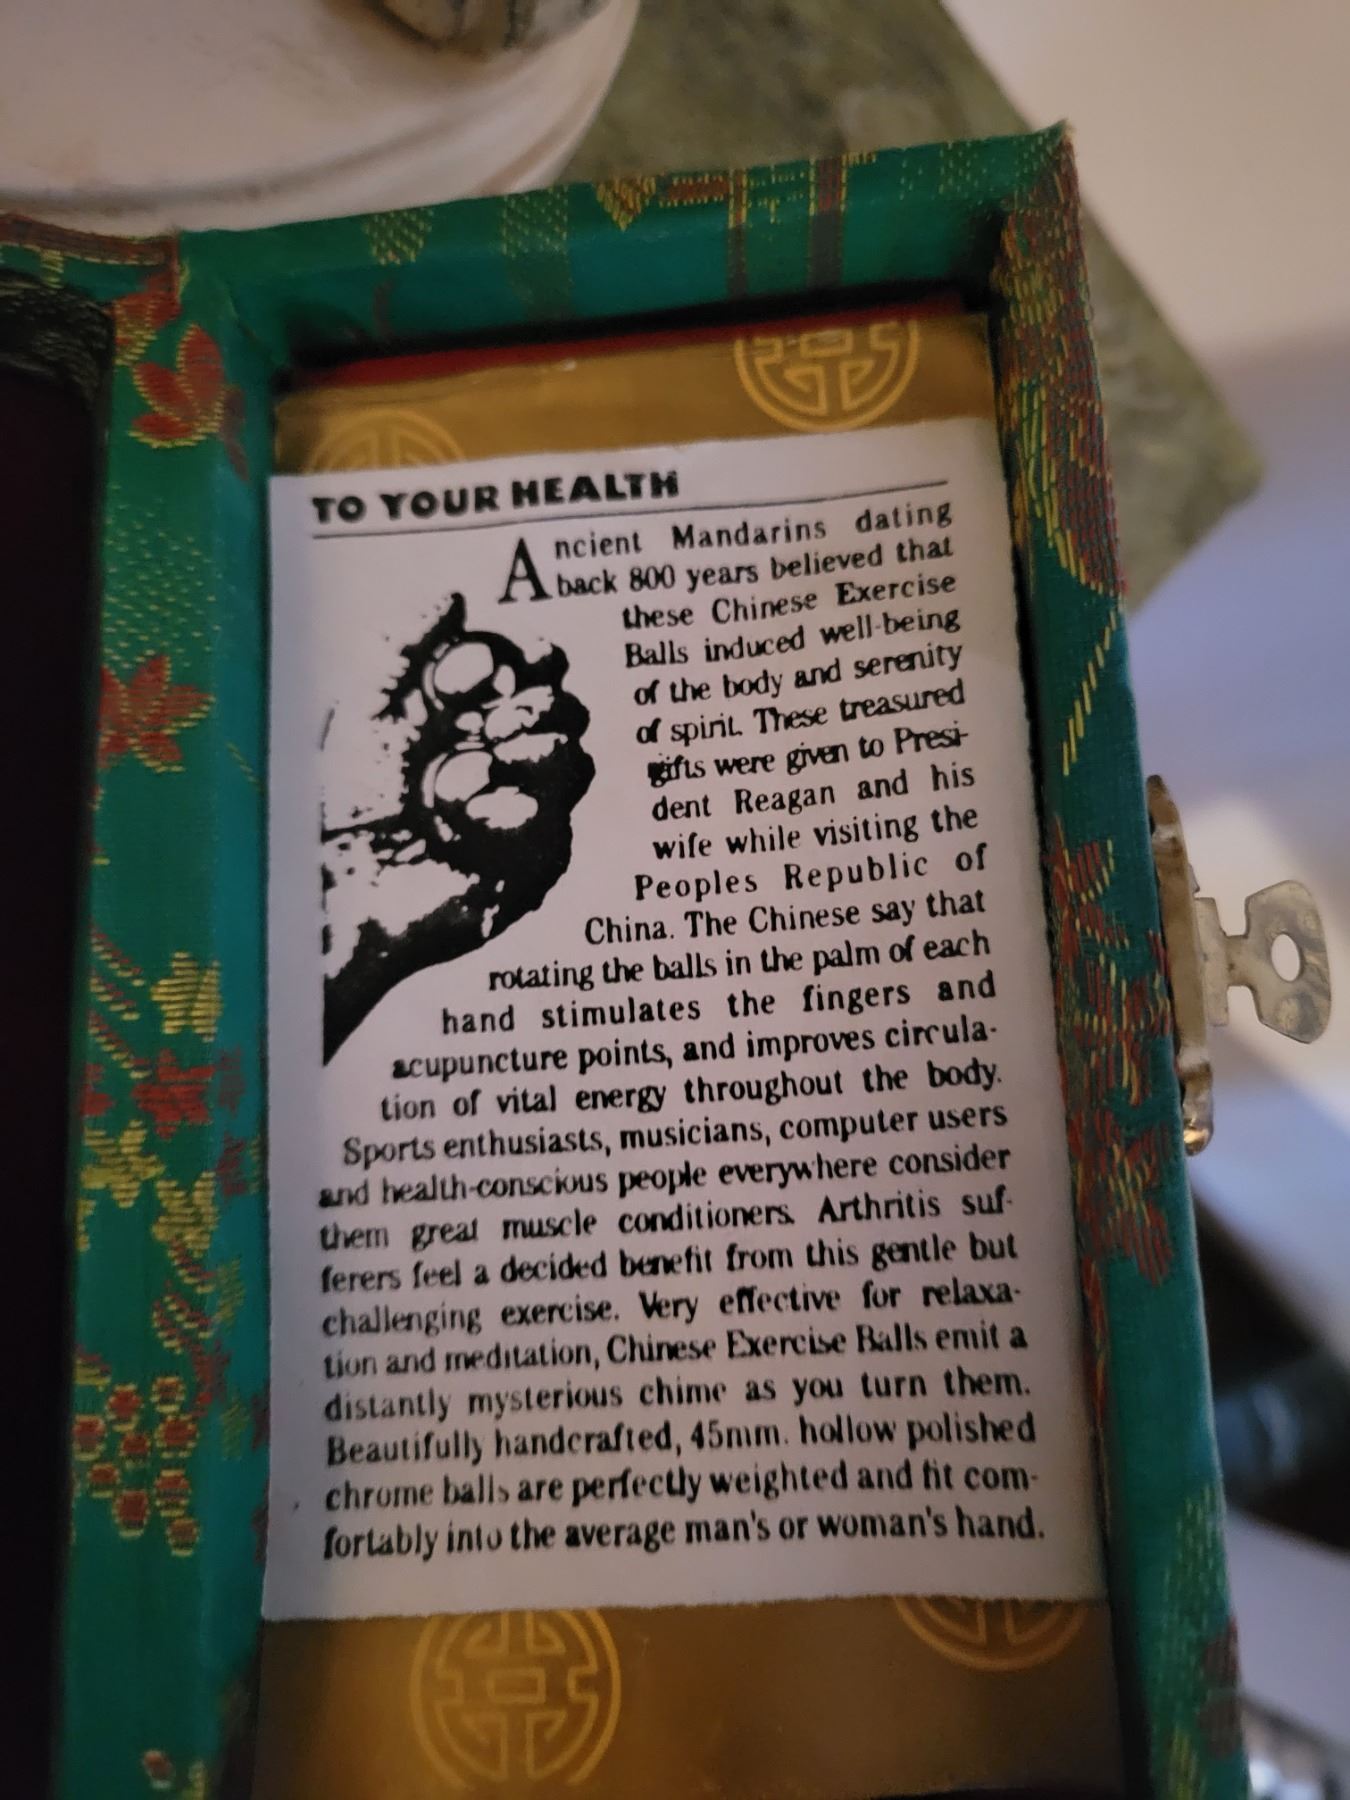 TO YOUR HEALTH
Ancient Mandarins dating
back 800 years believed that
these Chinese Exercise
Balls induced well-being
of the body and serenity
of spirit. These treasured
gifts were given to Presi-
dent Reagan and his
wife while visiting the
Peoples Republic of
China. The Chinese say that
rotating the balls in the palm of each
hand stimulates the fingers and
acupuncture points, and improves circula-
tion of vital energy throughout the body.
Sports enthusiasts, musicians, computer users
and health-conscious people everywhere consider
them great muscle conditioners. Arthritis suf-
ferers feel a decided benefit from this gentle but
challenging exercise. Very effective for relaxa-
tion and meditation, Chinese Exercise Balls emit a
distantly mysterious chime as you turn them.
Beautifully handcrafted, 45mm. hollow polished
chrome balls are perfectly weighted and fit com-
fortably into the average man's or woman's hand.